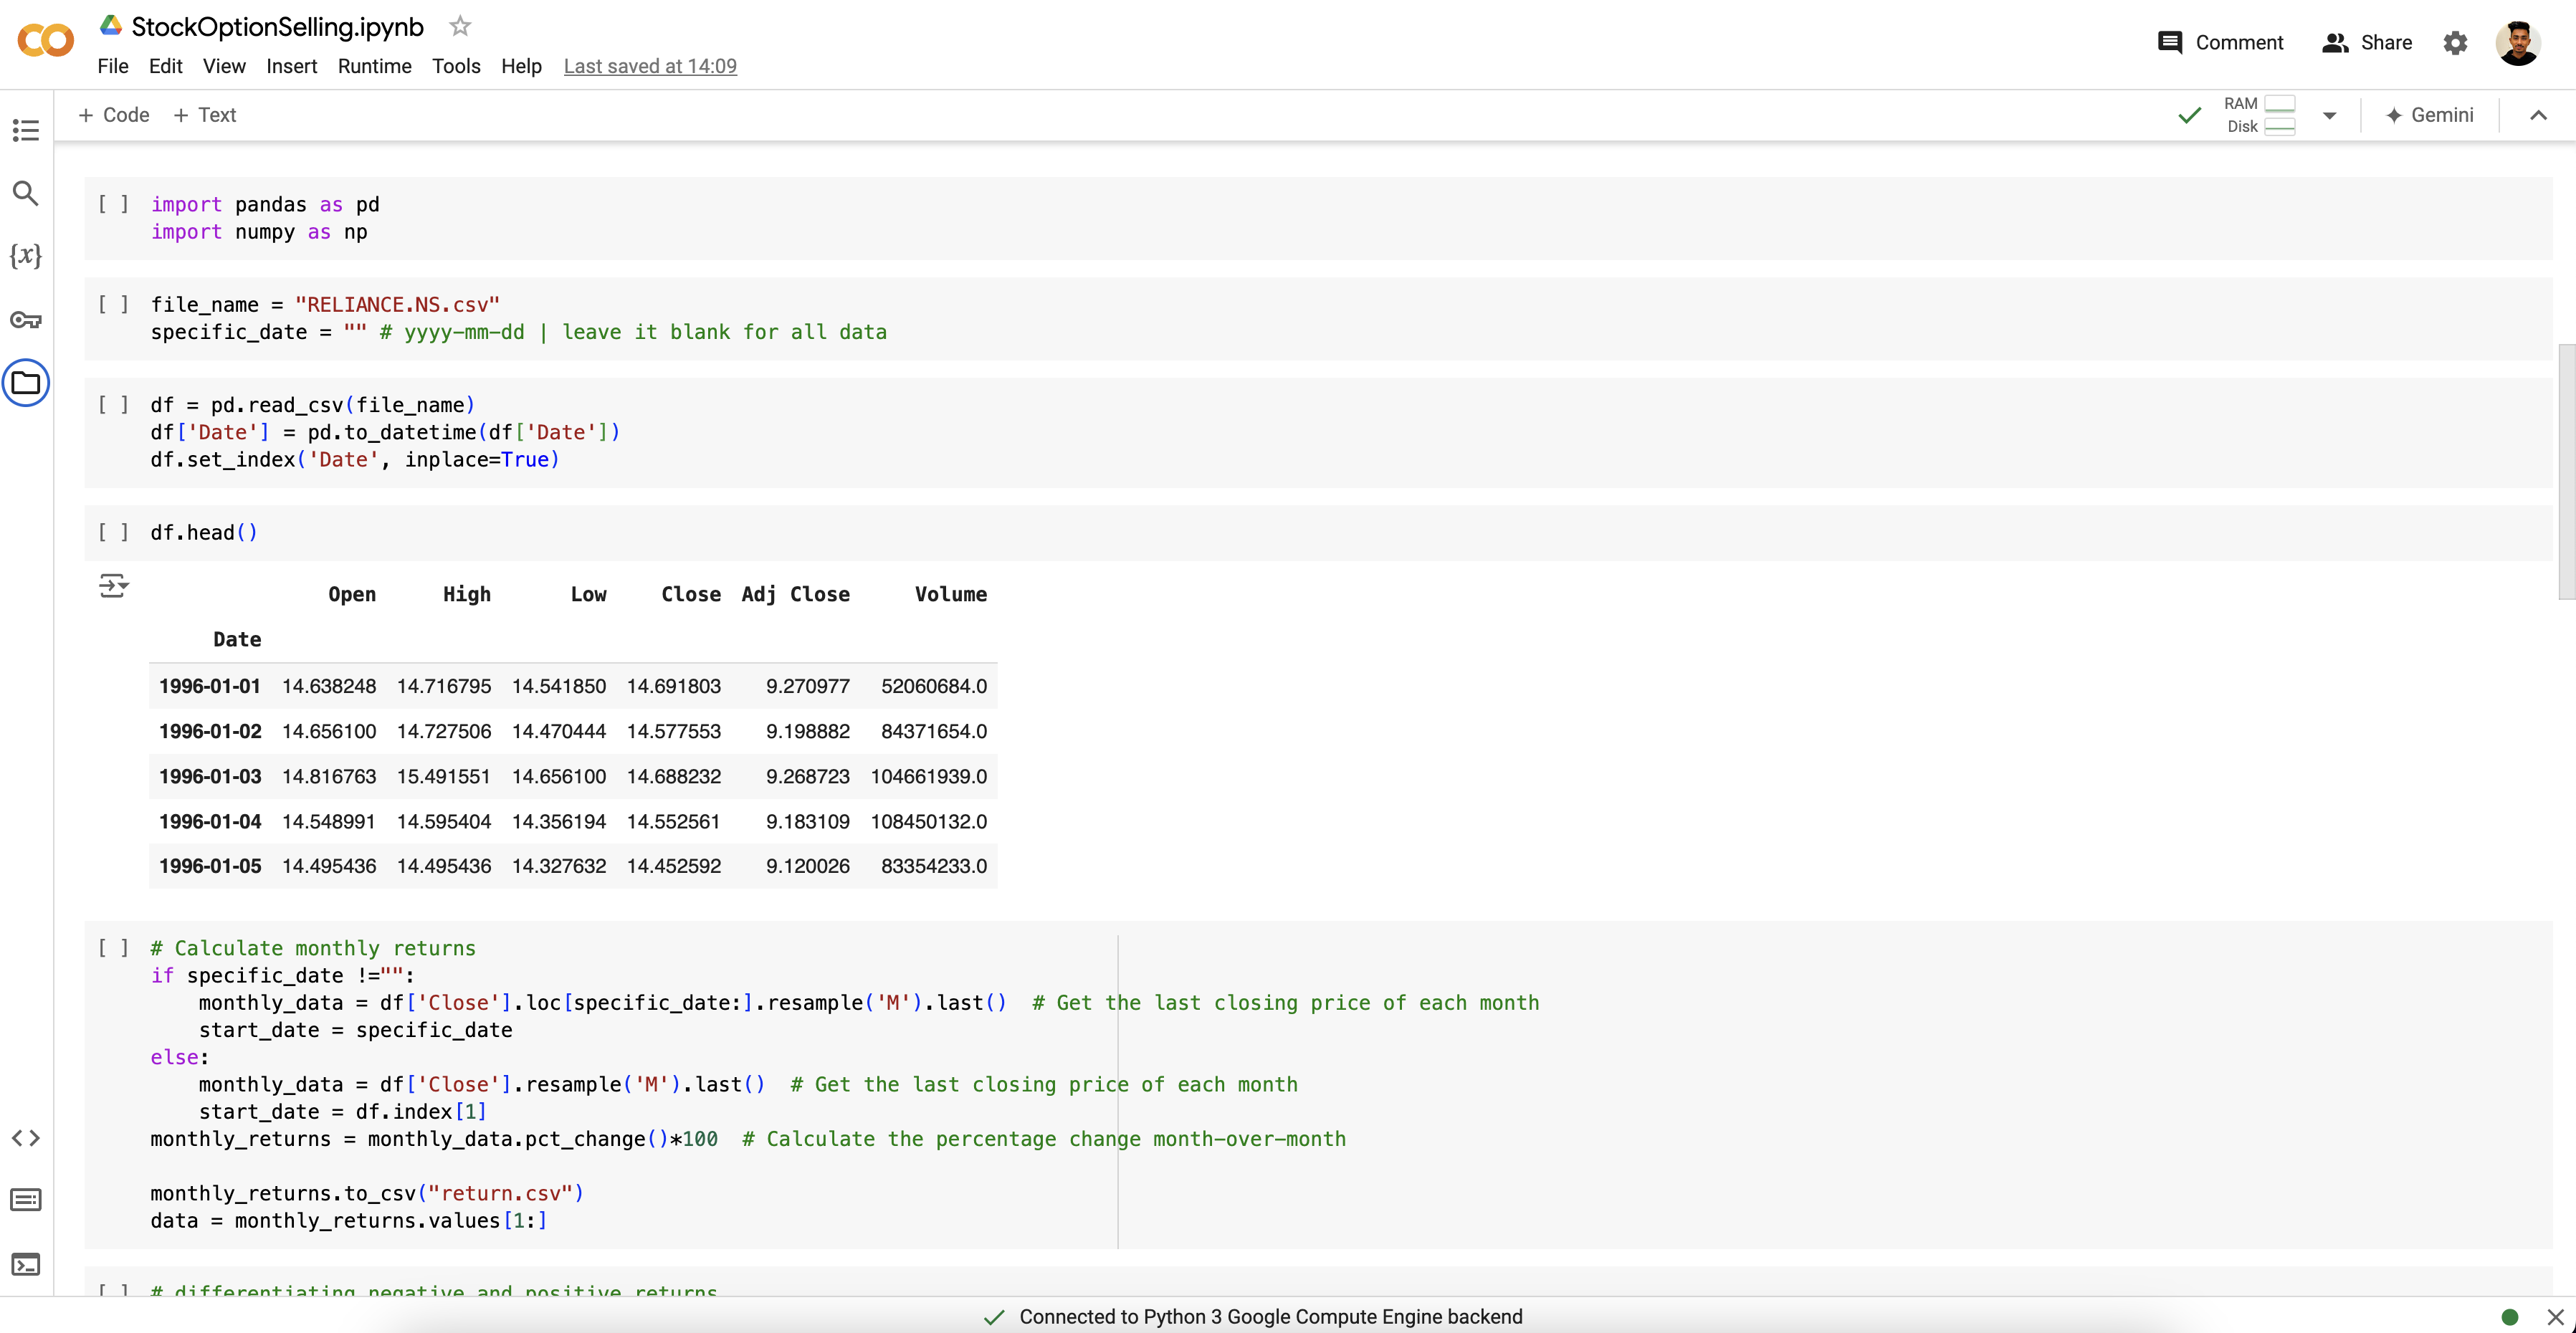 StockOptionSelling.ipynb
File Edit View Insert Runtime Tools Help Last saved at 14:09
Comment Share
+ Code + Text
RAM
Disk
Gemini
[ ] import pandas as pd
import numpy as np
{x}
[ ] file_name = "RELIANCE.NS.csv"
specific_date = "" # yyyy-mm-dd | leave it blank for all data
[ ] df = pd.read_csv(file_name)
df['Date'] = pd.to_datetime(df['Date'])
df.set_index('Date', inplace=True)
[ ] df.head()
Open High Low Close Adj Close Volume
Date
1996-01-01 14.638248 14.716795 14.541850 14.691803 9.270977 52060684.0
1996-01-02 14.656100 14.727506 14.470444 14.577553 9.198882 84371654.0
1996-01-03 14.816763 15.491551 14.656100 14.688232 9.268723 104661939.0
1996-01-04 14.548991 14.595404 14.356194 14.552561 9.183109 108450132.0
1996-01-05 14.495436 14.495436 14.327632 14.452592 9.120026 83354233.0
[ ] # Calculate monthly returns
if specific_date !="":
    monthly_data = df['Close'].loc[specific_date:].resample('M').last()  # Get the last closing price of each month
    start_date = specific_date
else:
    monthly_data = df['Close'].resample('M').last()  # Get the last closing price of each month
    start_date = df.index[1]
monthly_returns = monthly_data.pct_change()*100  # Calculate the percentage change month-over-month
monthly_returns.to_csv("return.csv")
data = monthly_returns.values[1:]
[ ] # differentiating negative and positive returns
Connected to Python 3 Google Compute Engine backend